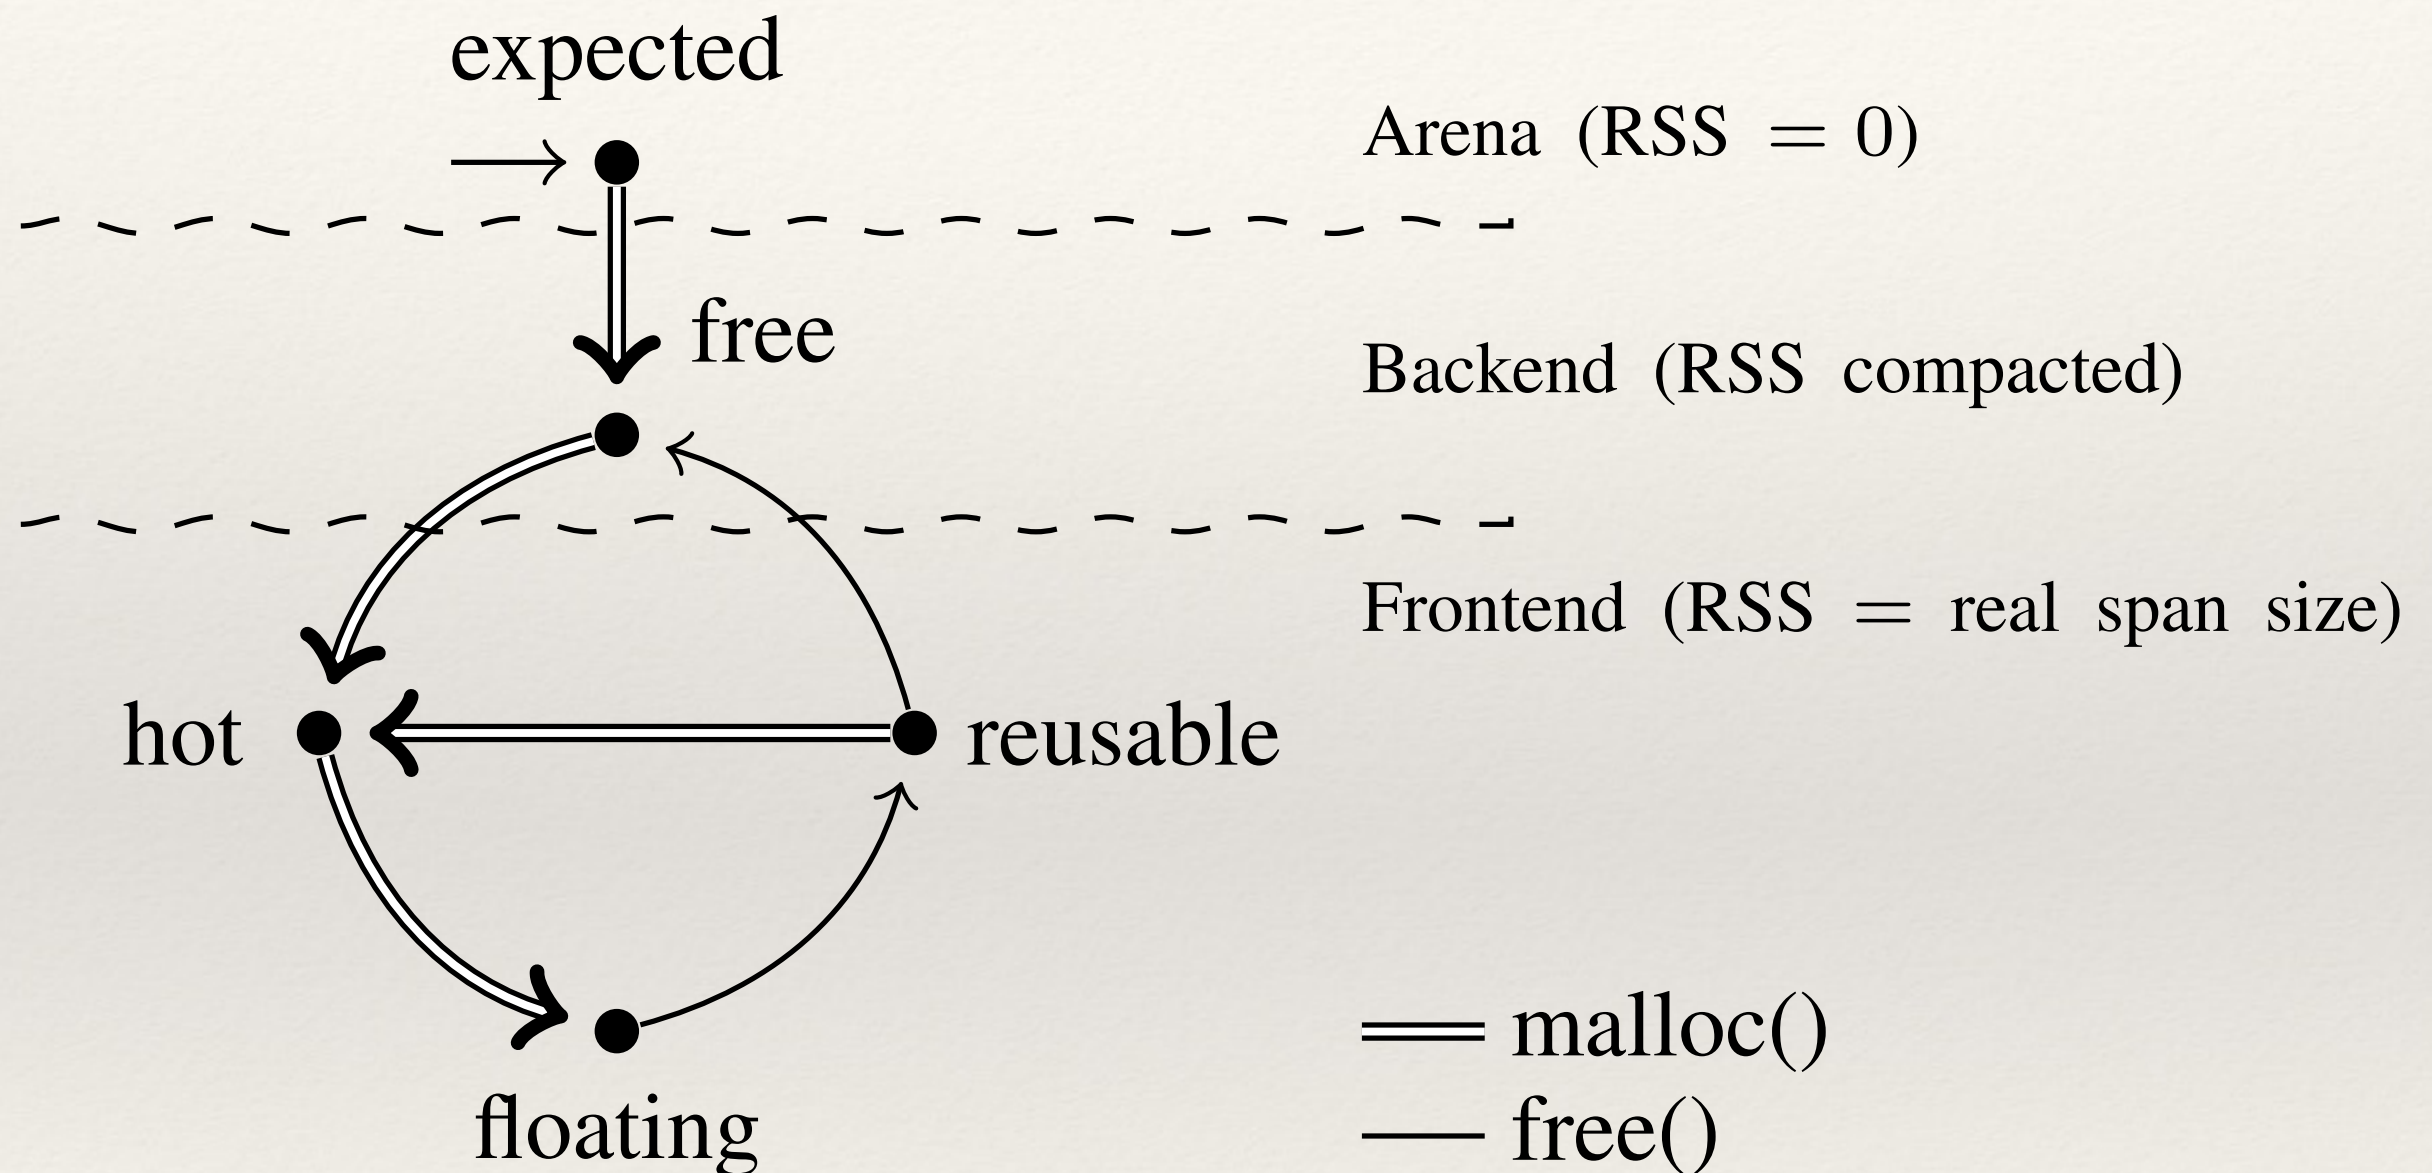 expected
Arena (RSS = 0)
free
Backend (RSS compacted)
Frontend (RSS = real span size)
hot
reusable
floating
malloc()
free()